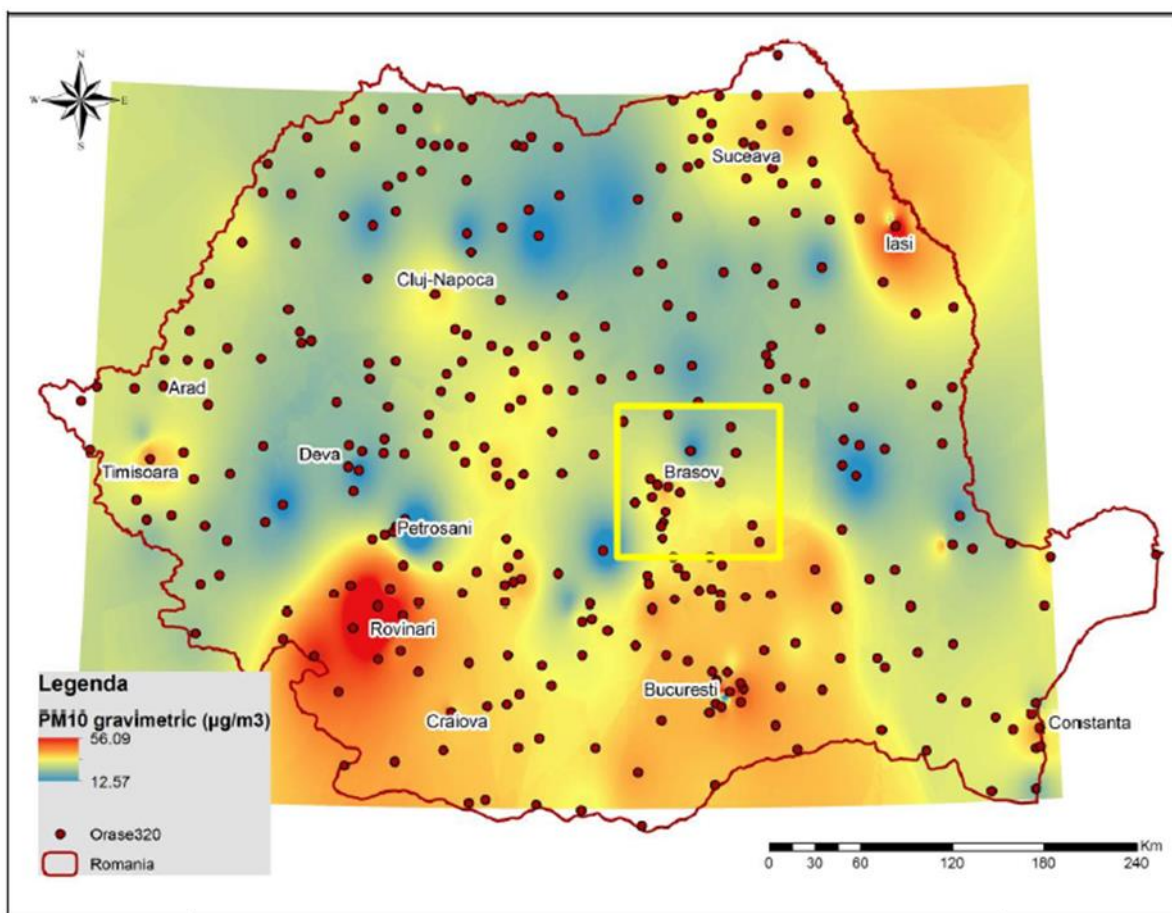 N
W E
S
Suceava
Iasi
Cluj-Napoca
Arad
Deva
Timisoara
Brasov
Petrosani
Rovinari
Bucuresti
Craiova
Constanta
Legenda
PM10 gravimetric (µg/m3)
56.09
12.57
Orase320
Romania
Km
0 15 30 60 120 180 240